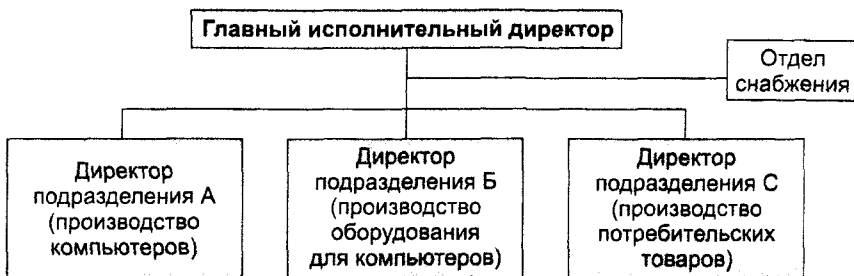 Главный исполнительный директор
Отдел
снабжения
Директор
подразделения А
(производство
компьютеров)
Директор
подразделения Б
(производство
оборудования
для компьютеров)
Директор
подразделения С
(производство
потребительских
товаров)